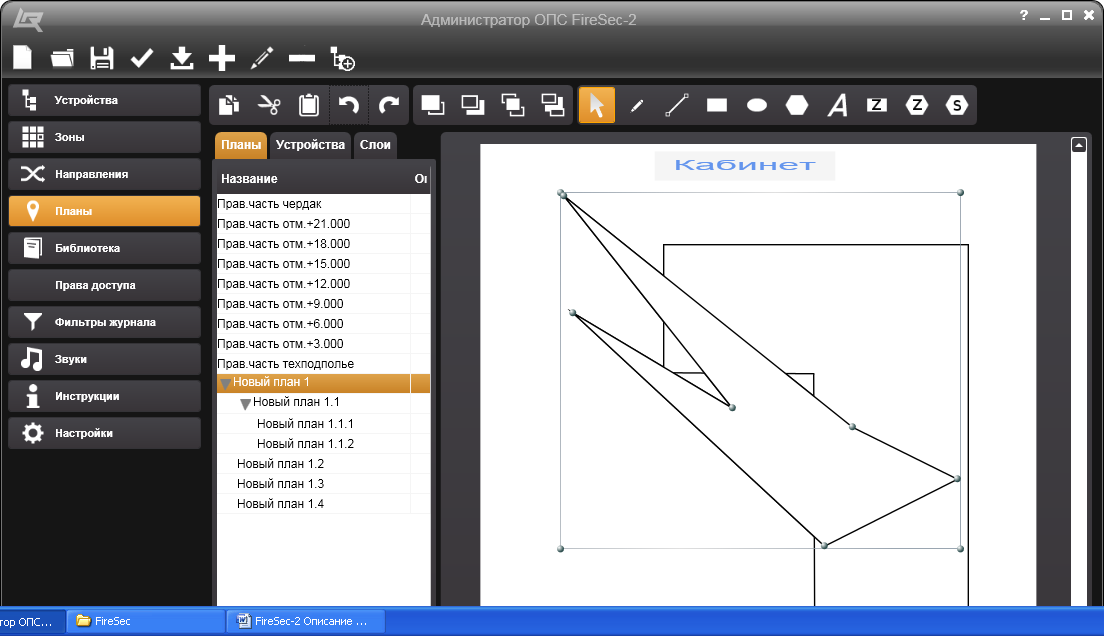 Администратор ОПС FireSec-2
?
Устройства
Зоны
Направления
Планы
Библиотека
Права доступа
Фильтры журнала
Звуки
Инструкции
Настройки
A Z Z S
Планы Устройства Слои
Название
Прав.часть чердак
Прав.часть отм.+21.000
Прав.часть отм.+18.000
Прав.часть отм.+15.000
Прав.часть отм.+12.000
Прав.часть отм.+9.000
Прав.часть отм.+6.000
Прав.часть отм.+3.000
Прав.часть техподполье
Новый план 1
Новый план 1.1
Новый план 1.1.1
Новый план 1.1.2
Новый план 1.2
Новый план 1.3
Новый план 1.4
Кабинет
тор ОПС... FireSec FireSec-2 Описание ...